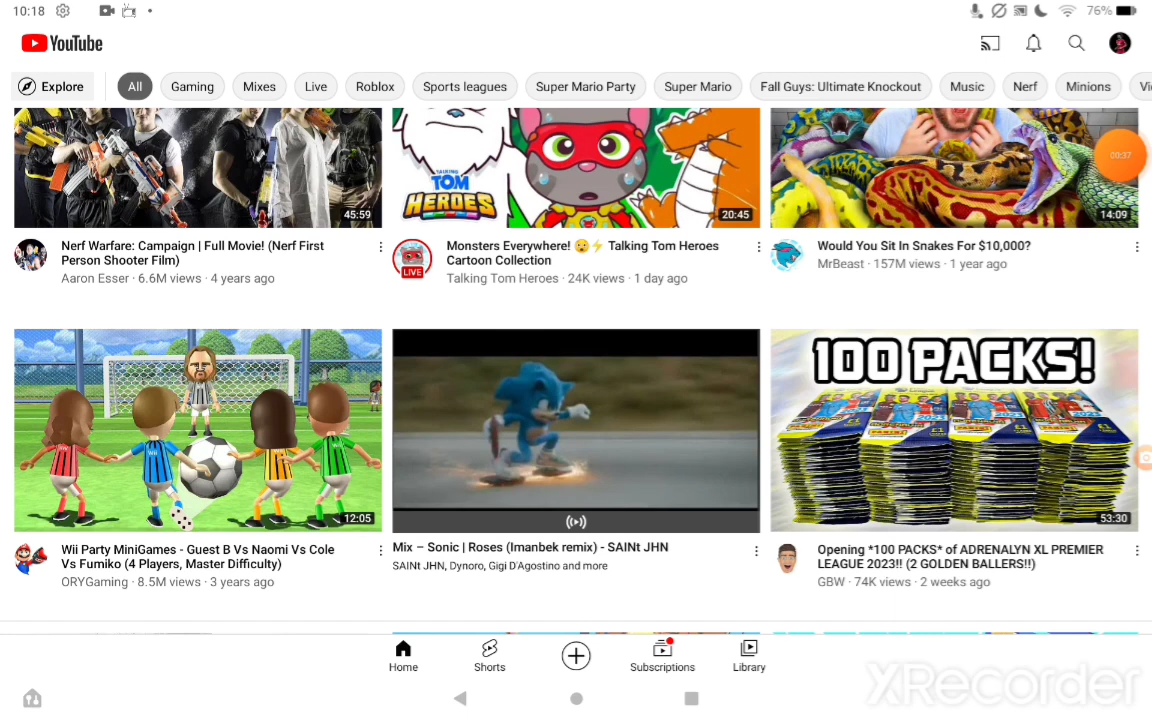 10:18
76%
YouTube
Explore
All
Gaming
Mixes
Live
Roblox
Sports leagues
Super Mario Party
Super Mario
Fall Guys: Ultimate Knockout
Music
Nerf
Minions
Vi
00:37
45:59
TALKING
TOM
HEROES
20:45
14:09
Nerf Warfare: Campaign | Full Movie! (Nerf First
Person Shooter Film)
Aaron Esser · 6.6M views · 4 years ago
LIVE
Monsters Everywhere! 😧⚡ Talking Tom Heroes
Cartoon Collection
Talking Tom Heroes · 24K views · 1 day ago
Would You Sit In Snakes For $10,000?
MrBeast · 157M views · 1 year ago
Wii
12:05
100 PACKS!
2023
PANINI
£1
53:30
Wii Party MiniGames - Guest B Vs Naomi Vs Cole
Vs Fumiko (4 Players, Master Difficulty)
ORYGaming · 8.5M views · 3 years ago
Mix – Sonic | Roses (Imanbek remix) - SAINt JHN
SAINt JHN, Dynoro, Gigi D'Agostino and more
Opening *100 PACKS* of ADRENALYN XL PREMIER
LEAGUE 2023!! (2 GOLDEN BALLERS!!)
GBW · 74K views · 2 weeks ago
Home
Shorts
Subscriptions
Library
XRecorder